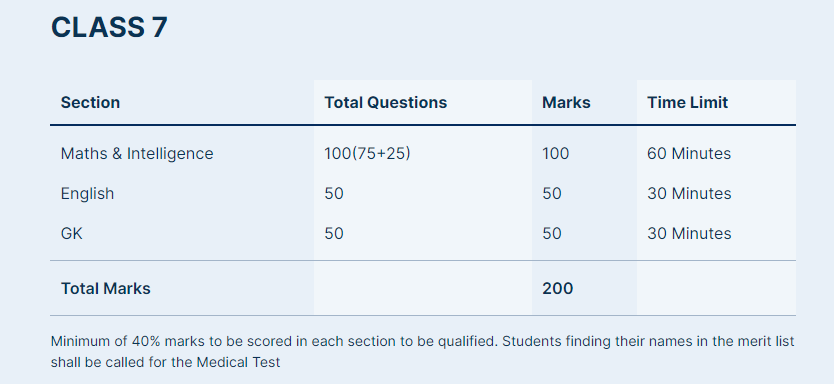 CLASS 7
Section Total Questions Marks Time Limit
Maths & Intelligence 100(75+25) 100 60 Minutes
English 50 50 30 Minutes
GK 50 50 30 Minutes
Total Marks 200
Minimum of 40% marks to be scored in each section to be qualified. Students finding their names in the merit list
shall be called for the Medical Test